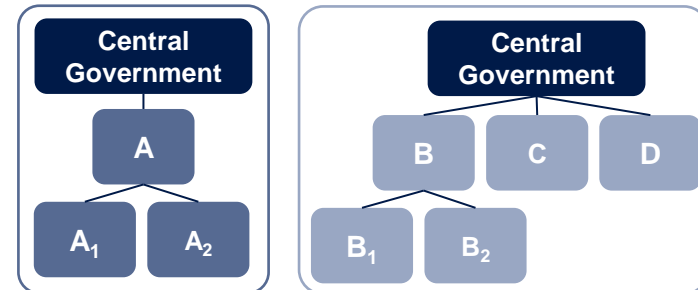 Central
Government
A
A₁
A₂
Central
Government
B
C
D
B₁
B₂